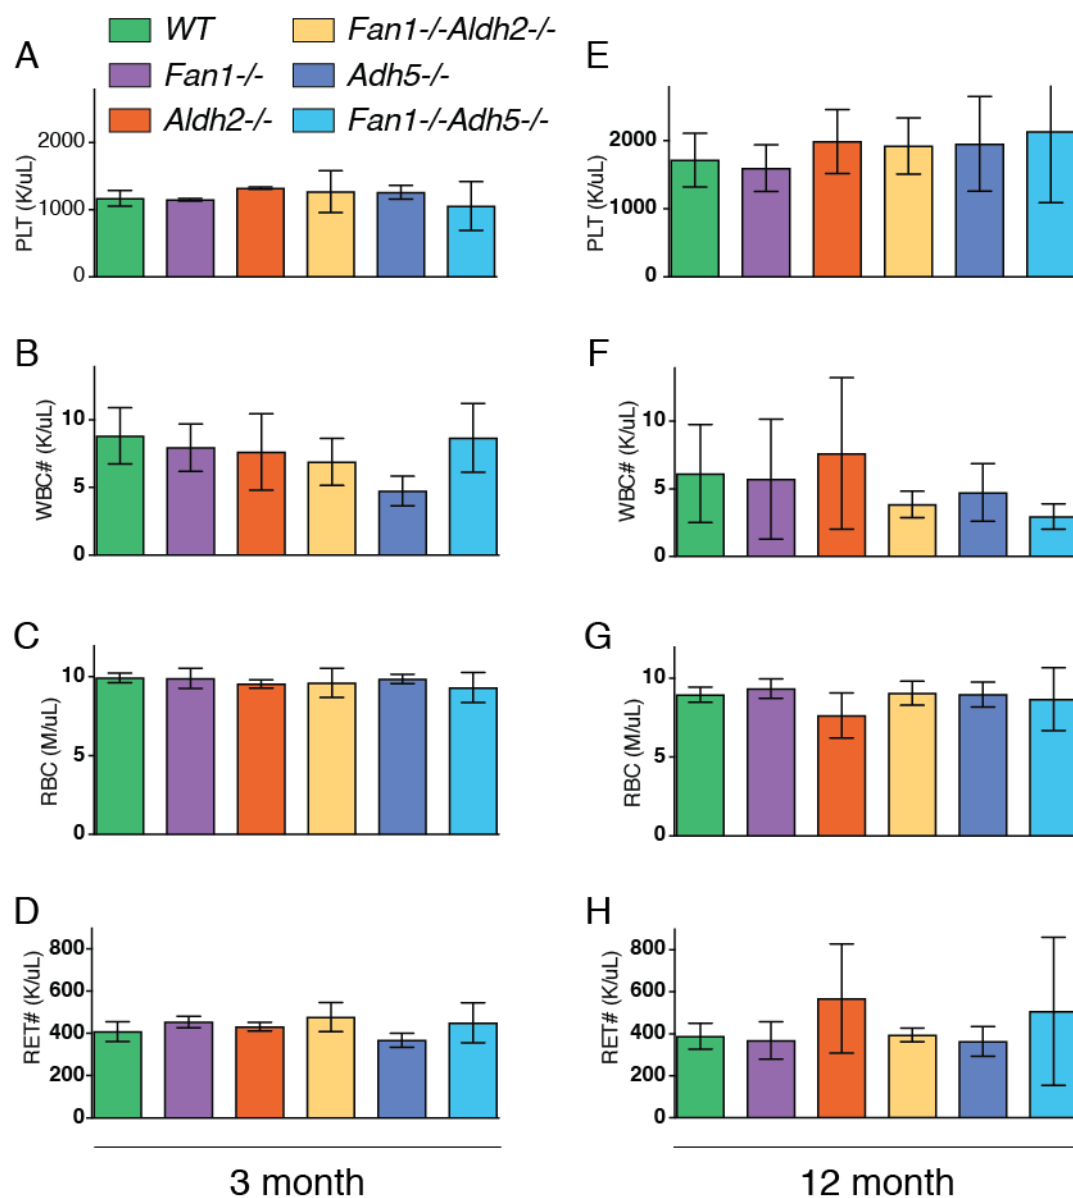 WT
Fan1-/-Aldh2-/-
Fan1-/-
Adh5-/-
Aldh2-/-
Fan1-/-Adh5-/-
A
PLT (K/uL)
2000
1000
0
E
PLT (K/uL)
2000
1000
0
B
WBC# (K/uL)
10
5
0
F
WBC# (K/uL)
10
5
0
C
RBC (M/uL)
10
5
0
G
RBC (M/uL)
10
5
0
D
RET# (K/uL)
800
600
400
200
0
H
RET# (K/uL)
800
600
400
200
0
3 month
12 month